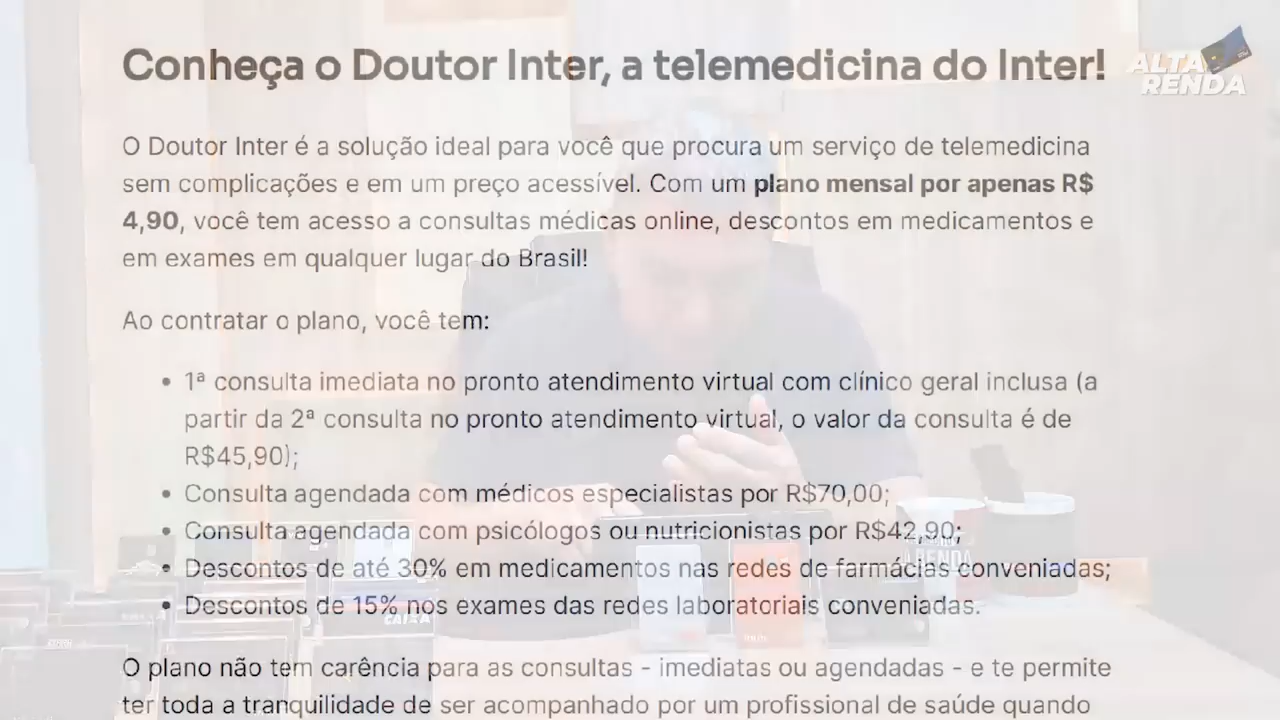 Conheça o Doutor Inter, a telemedicina do Inter!
ALTA
RENDA
O Doutor Inter é a solução ideal para você que procura um serviço de telemedicina
sem complicações e em um preço acessível. Com um plano mensal por apenas R$
4,90, você tem acesso a consultas médicas online, descontos em medicamentos e
em exames em qualquer lugar do Brasil!
Ao contratar o plano, você tem:
• 1ª consulta imediata no pronto atendimento virtual com clínico geral inclusa (a
partir da 2ª consulta no pronto atendimento virtual, o valor da consulta é de
R$45,90);
• Consulta agendada com médicos especialistas por R$70,00;
• Consulta agendada com psicólogos ou nutricionistas por R$42,90;
• Descontos de até 30% em medicamentos nas redes de farmácias conveniadas;
• Descontos de 15% nos exames das redes laboratoriais conveniadas.
RENDA
CAIXA
O plano não tem carência para as consultas - imediatas ou agendadas - e te permite
ter toda a tranquilidade de ser acompanhado por um profissional de saúde quando